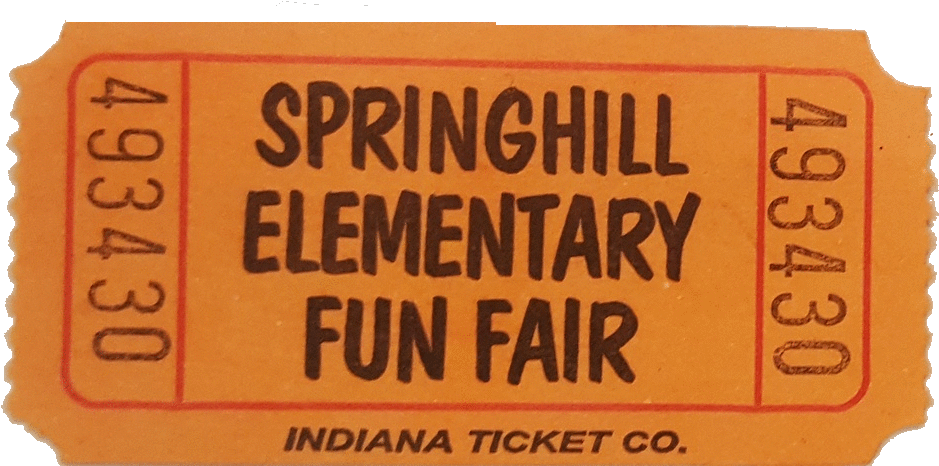 493430
SPRINGHILL
ELEMENTARY
FUN FAIR
493430
INDIANA TICKET CO.